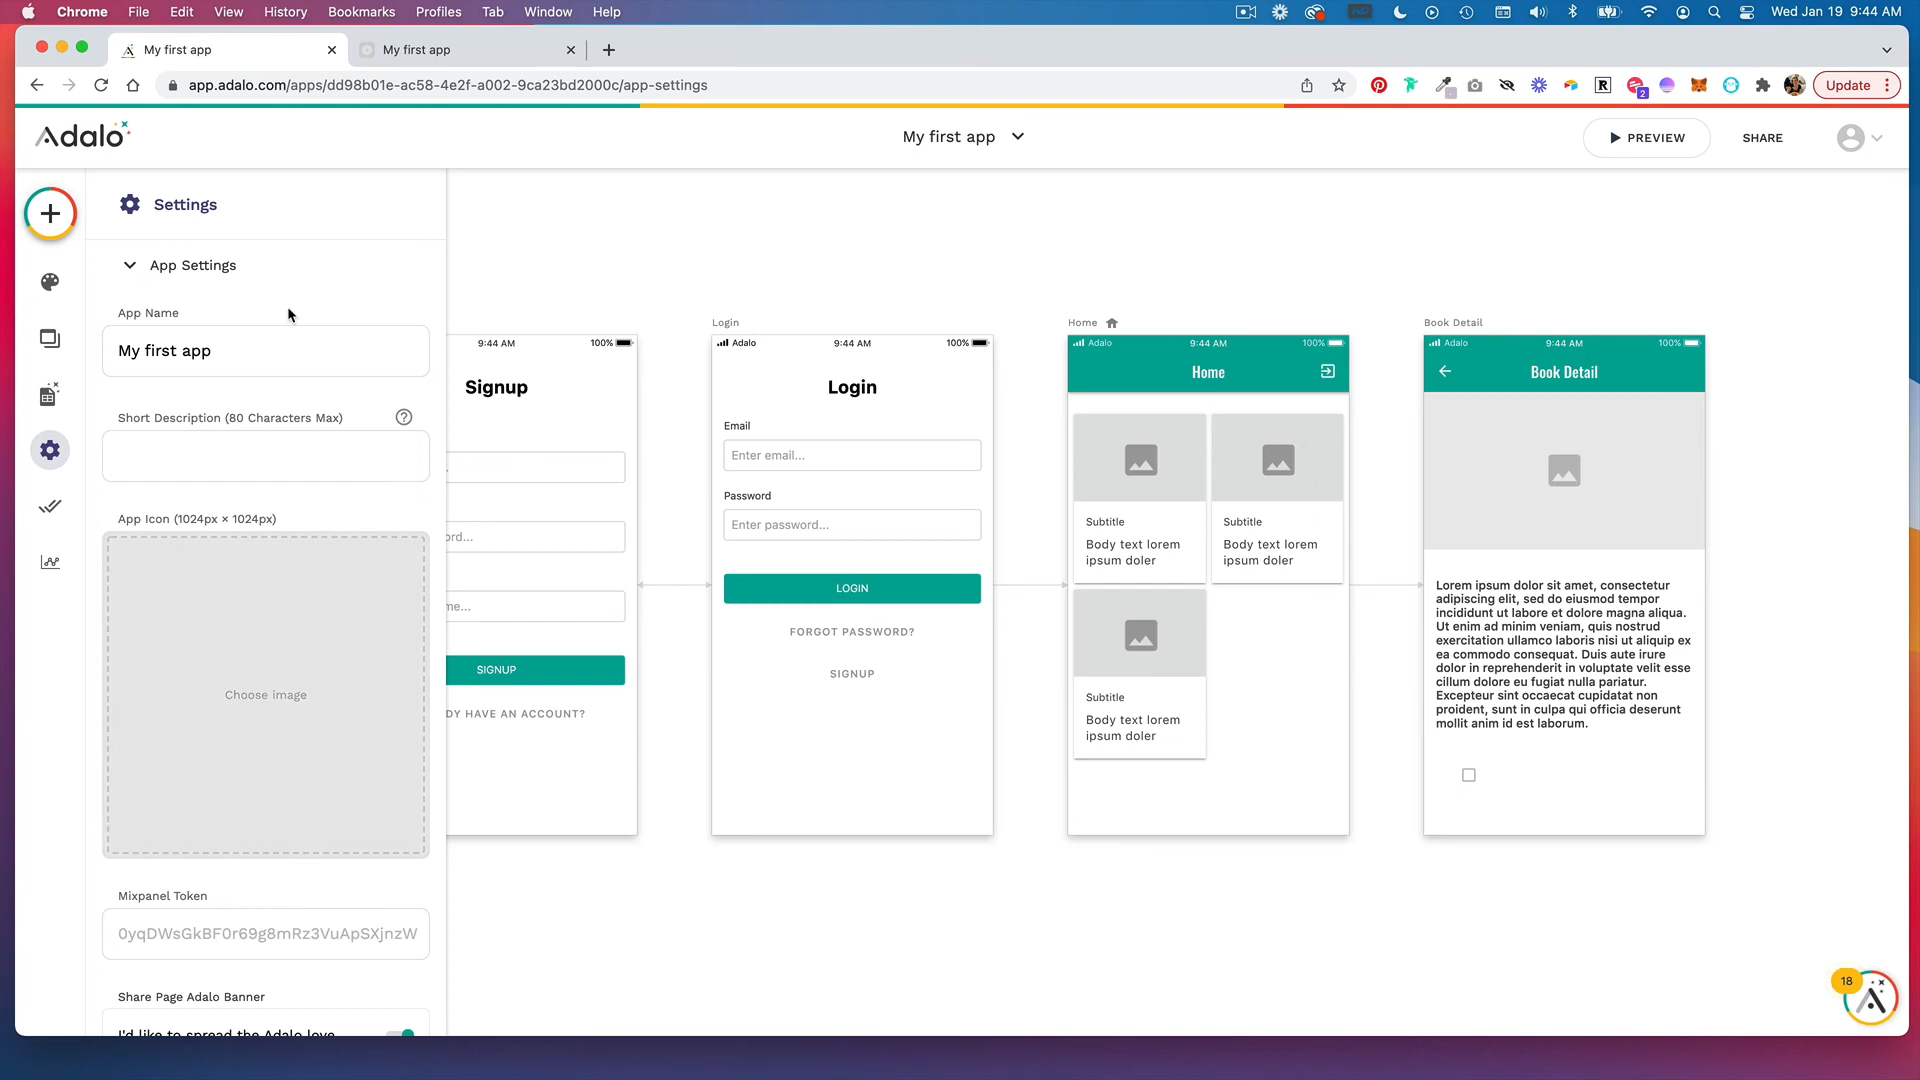 Chrome File Edit View History Bookmarks Profiles Tab Window Help
Wed Jan 19 9:44 AM
My first app
My first app
app.adalo.com/apps/dd98b01e-ac58-4e2f-a002-9ca23bd2000c/app-settings
2
Update
Adalo
My first app
PREVIEW
SHARE
Settings
App Settings
App Name
My first app
Short Description (80 Characters Max)
App Icon (1024px × 1024px)
Choose image
Mixpanel Token
0yqDWsGkBF0r69g8mRz3VuApSXjnzW
Share Page Adalo Banner
I'd like to spread the Adalo love
9:44 AM 100%
Signup
ord...
me...
SIGNUP
DY HAVE AN ACCOUNT?
Login
Adalo 9:44 AM 100%
Login
Email
Enter email...
Password
Enter password...
LOGIN
FORGOT PASSWORD?
SIGNUP
Home
Adalo 9:44 AM 100%
Home
Subtitle
Body text lorem
ipsum doler
Subtitle
Body text lorem
ipsum doler
Subtitle
Body text lorem
ipsum doler
Book Detail
Adalo 9:44 AM 100%
Book Detail
Lorem ipsum dolor sit amet, consectetur
adipiscing elit, sed do eiusmod tempor
incididunt ut labore et dolore magna aliqua.
Ut enim ad minim veniam, quis nostrud
exercitation ullamco laboris nisi ut aliquip ex
ea commodo consequat. Duis aute irure
dolor in reprehenderit in voluptate velit esse
cillum dolore eu fugiat nulla pariatur.
Excepteur sint occaecat cupidatat non
proident, sunt in culpa qui officia deserunt
mollit anim id est laborum.
18